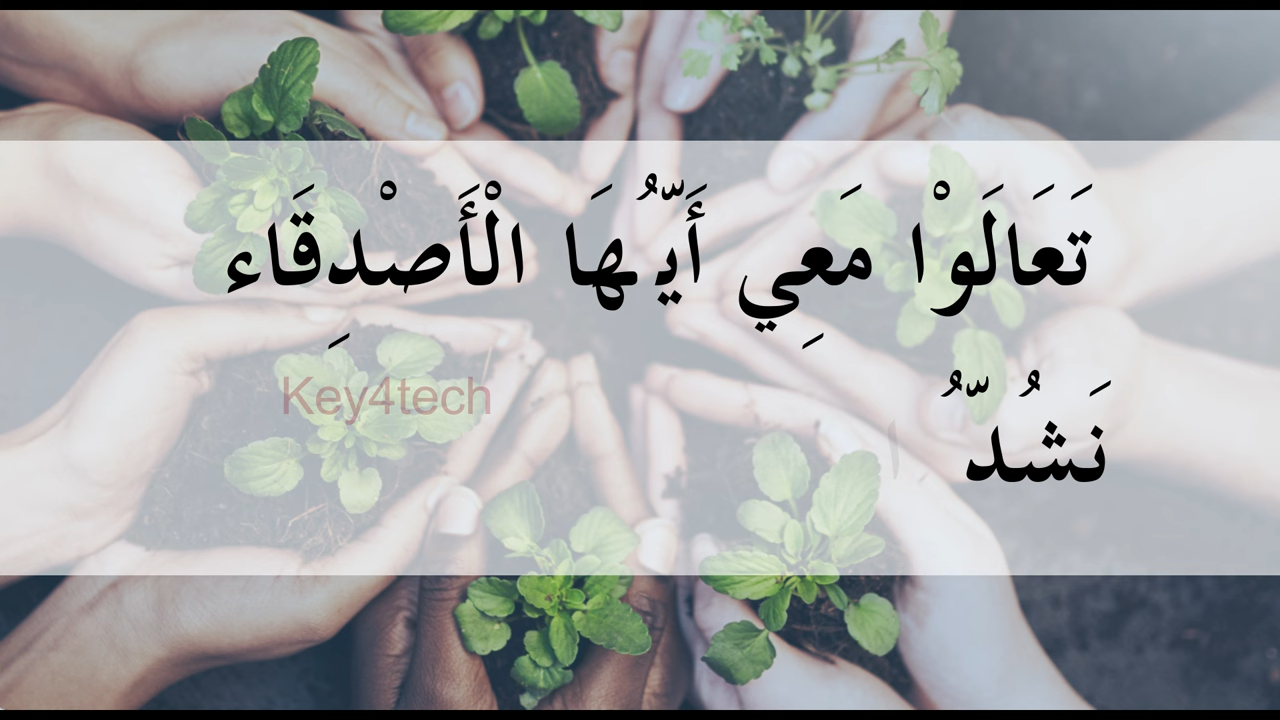 تَعَالَوْا مَعِي أَيُّهَا الْأَصْدِقَاء
نَشُدُّ
Key4tech